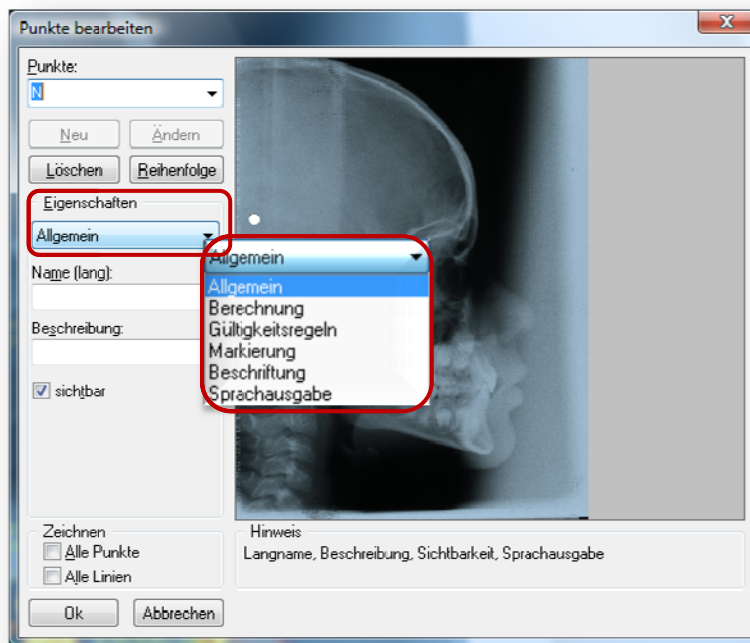 Punkte bearbeiten
Punkte:
N
Neu Ändern
Löschen Reihenfolge
Eigenschaften
Allgemein
Allgemein
Allgemein
Berechnung
Gültigkeitsregeln
Markierung
Beschriftung
Sprachausgabe
Name (lang):
Beschreibung:
sichtbar
Zeichnen
Alle Punkte
Alle Linien
Hinweis
Langname, Beschreibung, Sichtbarkeit, Sprachausgabe
Ok Abbrechen